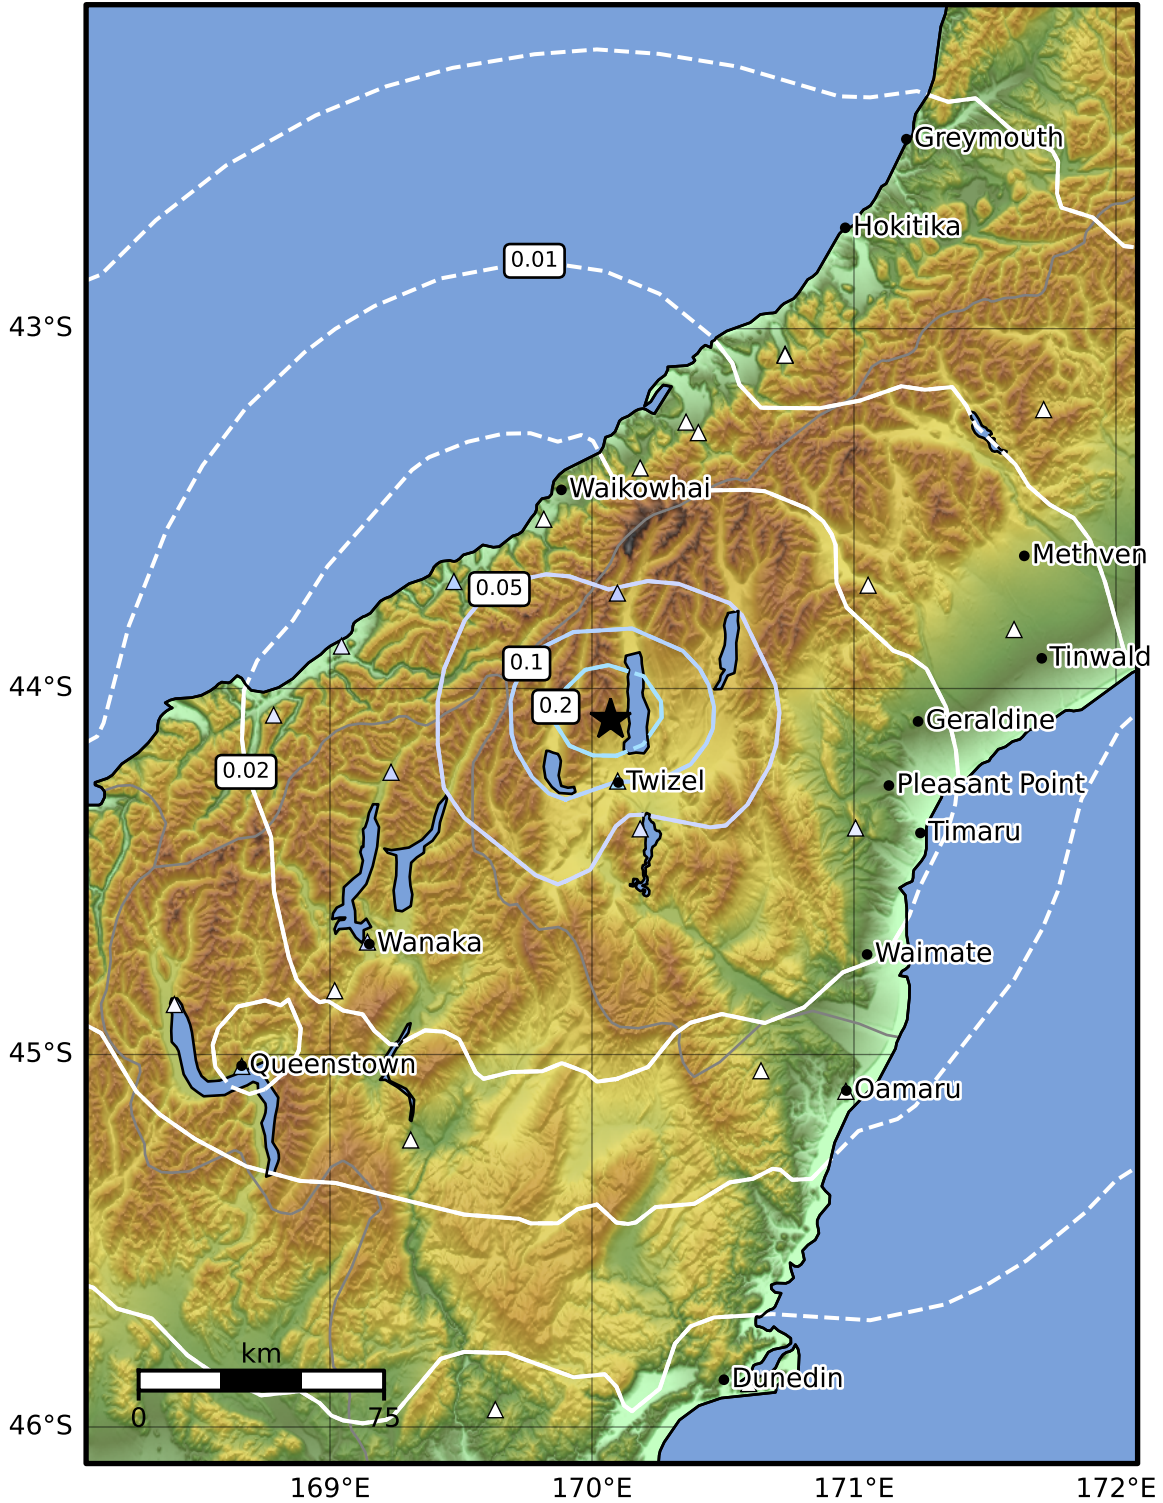 0.01
Greymouth
Hokitika
43°S
Waikowhai
Methven
0.05
Tinwald
0.1
44°S
0.2
Geraldine
0.02
Twizel
Pleasant Point
Timaru
Wanaka
Waimate
45°S
Queenstown
Oamaru
km
0 75
Dunedin
46°S
169°E 170°E 171°E 172°E